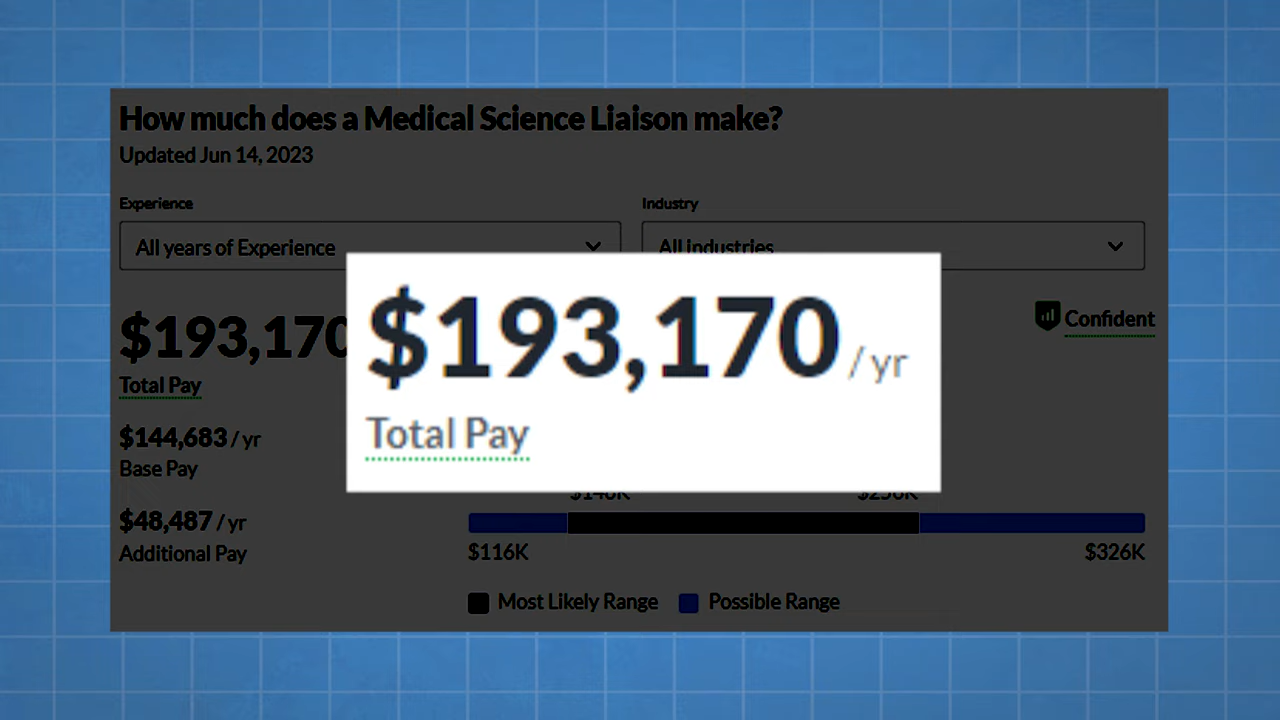 How much does a Medical Science Liaison make?
Updated Jun 14, 2023
Experience
Industry
All years of Experience
All industries
$193,170
$193,170 / yr
Total Pay
Confident
Total Pay
$144,683 / yr
Base Pay
$48,487 / yr
Additional Pay
$116K
$326K
Most Likely Range
Possible Range